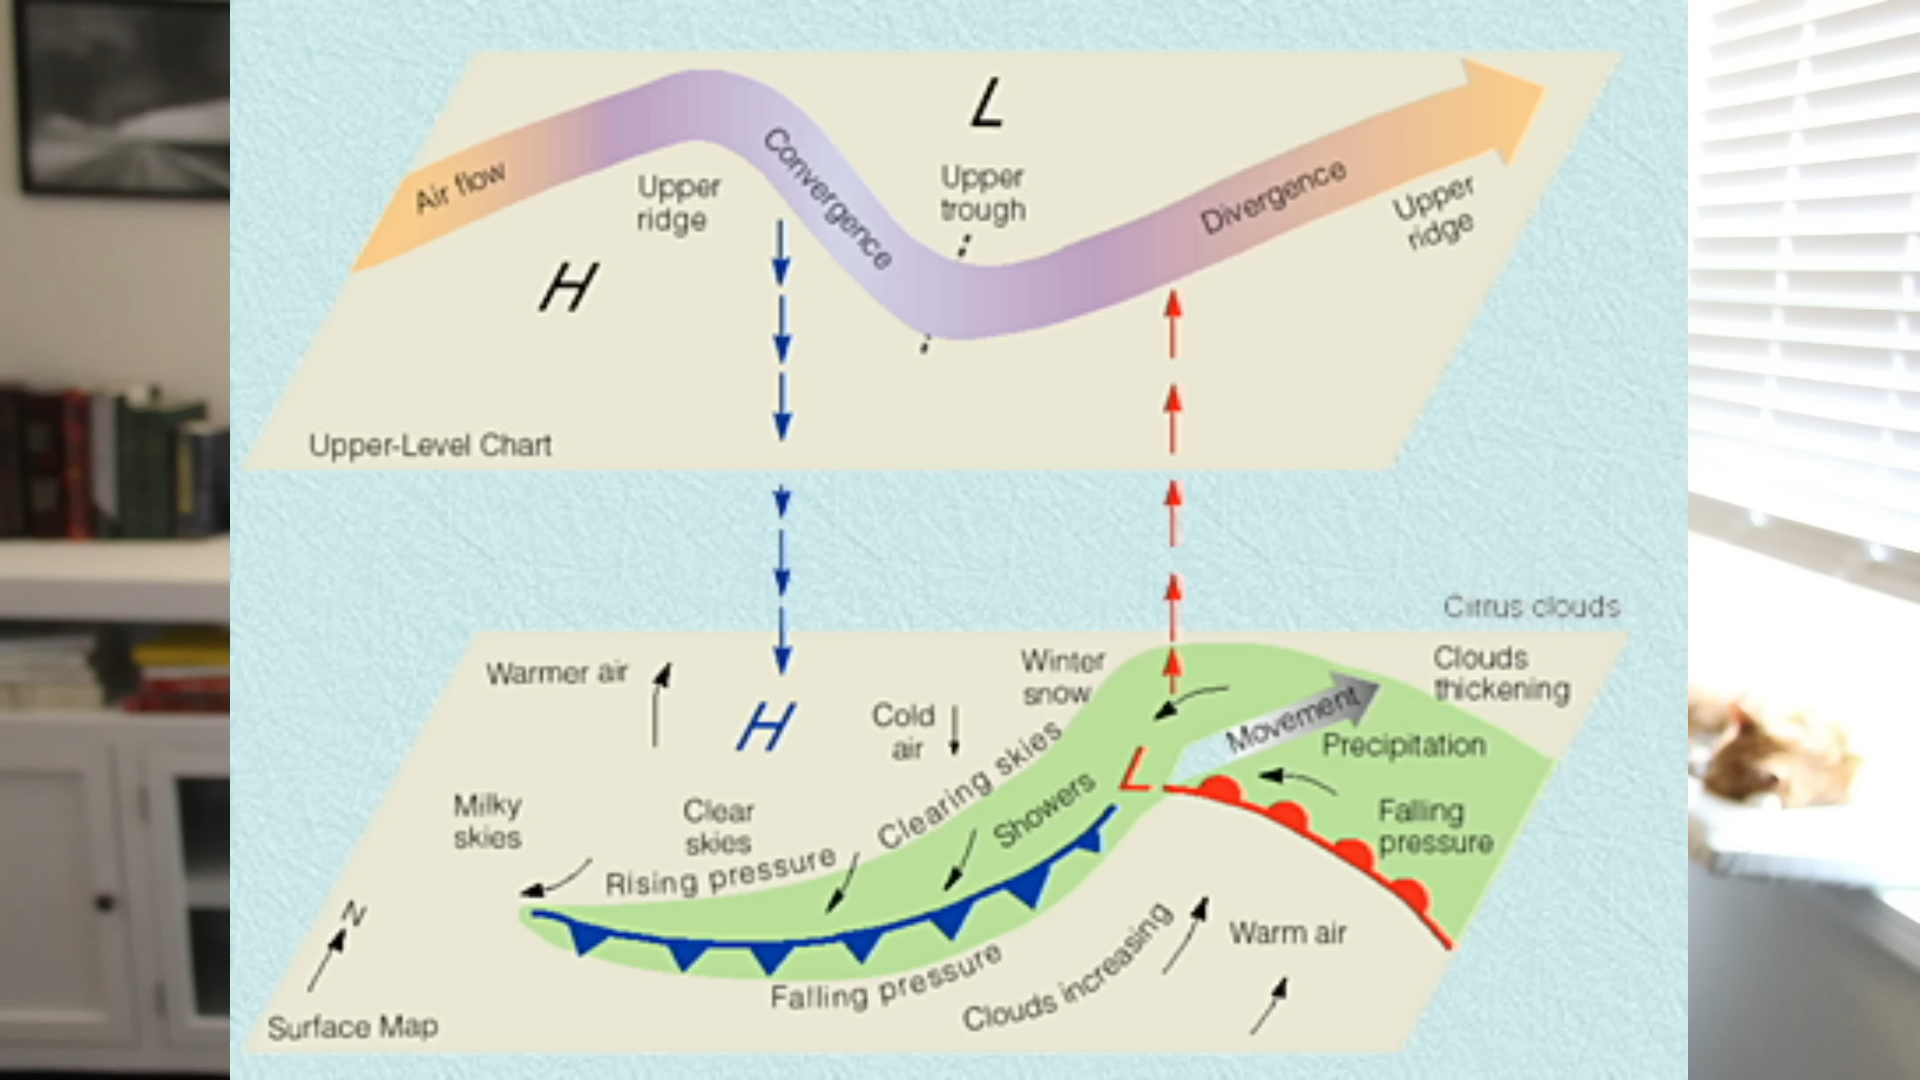 L
Air flow
Convergence
Upper
ridge
Upper
trough
Divergence
Upper
ridge
H
Upper-Level Chart
Cirrus clouds
Warmer air
Winter
snow
Clouds
thickening
H
Cold
air
Movement
Precipitation
Clearing skies
L
Showers
Milky
skies
Clear
skies
Falling
pressure
Rising pressure
N
Falling pressure
Clouds increasing
Warm air
Surface Map